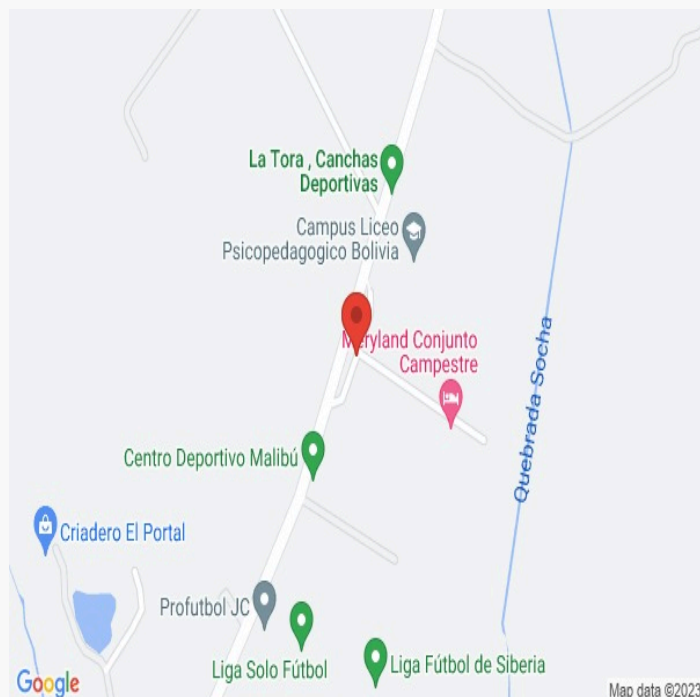 La Tora , Canchas
Deportivas
Campus Liceo
Psicopedagogico Bolivia
Meryland Conjunto
Campestre
Quebrada Socha
Centro Deportivo Malibú
Criadero El Portal
Profutbol JC
Liga Solo Fútbol
Liga Fútbol de Siberia
Google
Map data ©2023